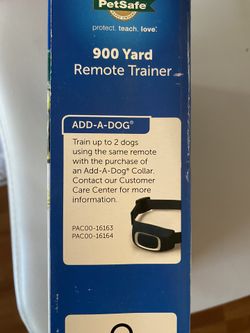 PetSafe
protect. teach. love.
900 Yard
Remote Trainer
ADD-A-DOG®
Train up to 2 dogs
using the same remote
with the purchase of
an Add-A-Dog® Collar.
Contact our Customer
Care Center for more
information.
PAC00-16163
PAC00-16164